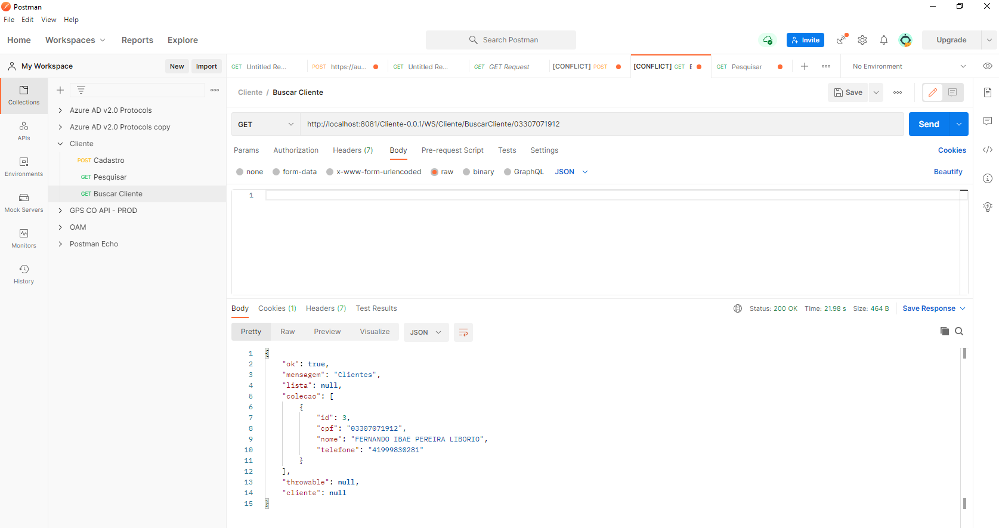 Postman
File Edit View Help
Home Workspaces Reports Explore
Search Postman
Invite
Upgrade
My Workspace
New Import
GET Untitled Re...
POST https://au...
GET Untitled Re...
GET GET Request
[CONFLICT] POST
[CONFLICT] GET
GET Pesquisar
No Environment
Collections
APIs
Environments
Mock Servers
Monitors
History
Azure AD v2.0 Protocols
Azure AD v2.0 Protocols copy
Cliente
POST Cadastro
GET Pesquisar
GET Buscar Cliente
GPS CO API - PROD
OAM
Postman Echo
Cliente / Buscar Cliente
Save
GET http://localhost:8081/Cliente-0.0.1/WS/Cliente/BuscarCliente/03307071912
Send
Params Authorization Headers (7) Body Pre-request Script Tests Settings
Cookies
none form-data x-www-form-urlencoded raw binary GraphQL JSON
Beautify
1
Body Cookies (1) Headers (7) Test Results
Status: 200 OK Time: 21.98 s Size: 464 B
Save Response
Pretty Raw Preview Visualize JSON
1 {
2 "ok": true,
3 "mensagem": "Clientes",
4 "lista": null,
5 "colecao": [
6 {
7 "id": 3,
8 "cpf": "03307071912",
9 "nome": "FERNANDO IBAE PEREIRA LIBORIO",
10 "telefone": "41999830281"
11 }
12 ],
13 "throwable": null,
14 "cliente": null
15 }